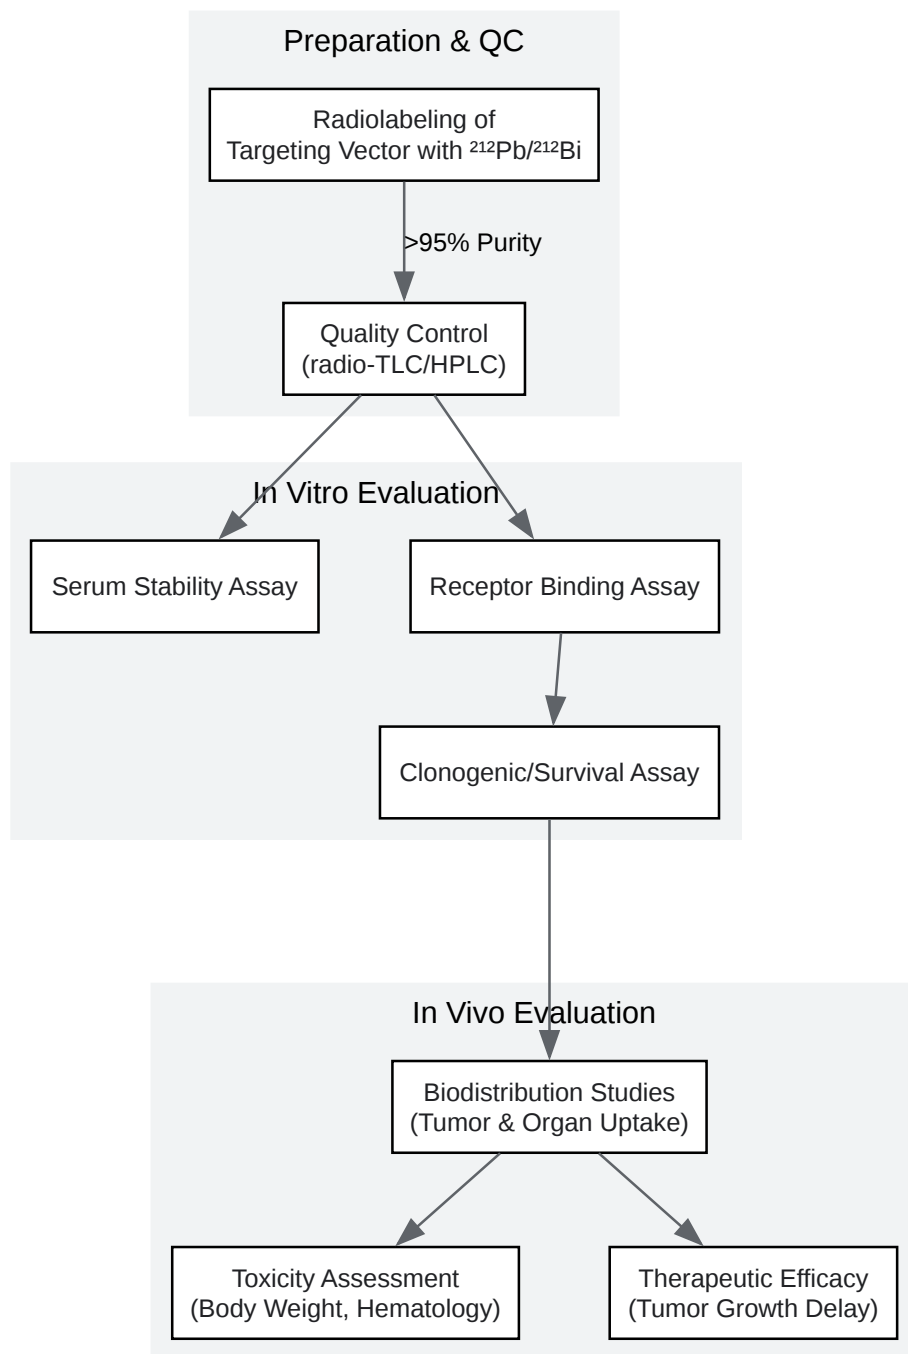 Preparation & QC
Radiolabeling of
Targeting Vector with ²¹²Pb/²¹²Bi
>95% Purity
Quality Control
(radio-TLC/HPLC)
In Vitro Evaluation
Serum Stability Assay
Receptor Binding Assay
Clonogenic/Survival Assay
In Vivo Evaluation
Biodistribution Studies
(Tumor & Organ Uptake)
Toxicity Assessment
(Body Weight, Hematology)
Therapeutic Efficacy
(Tumor Growth Delay)